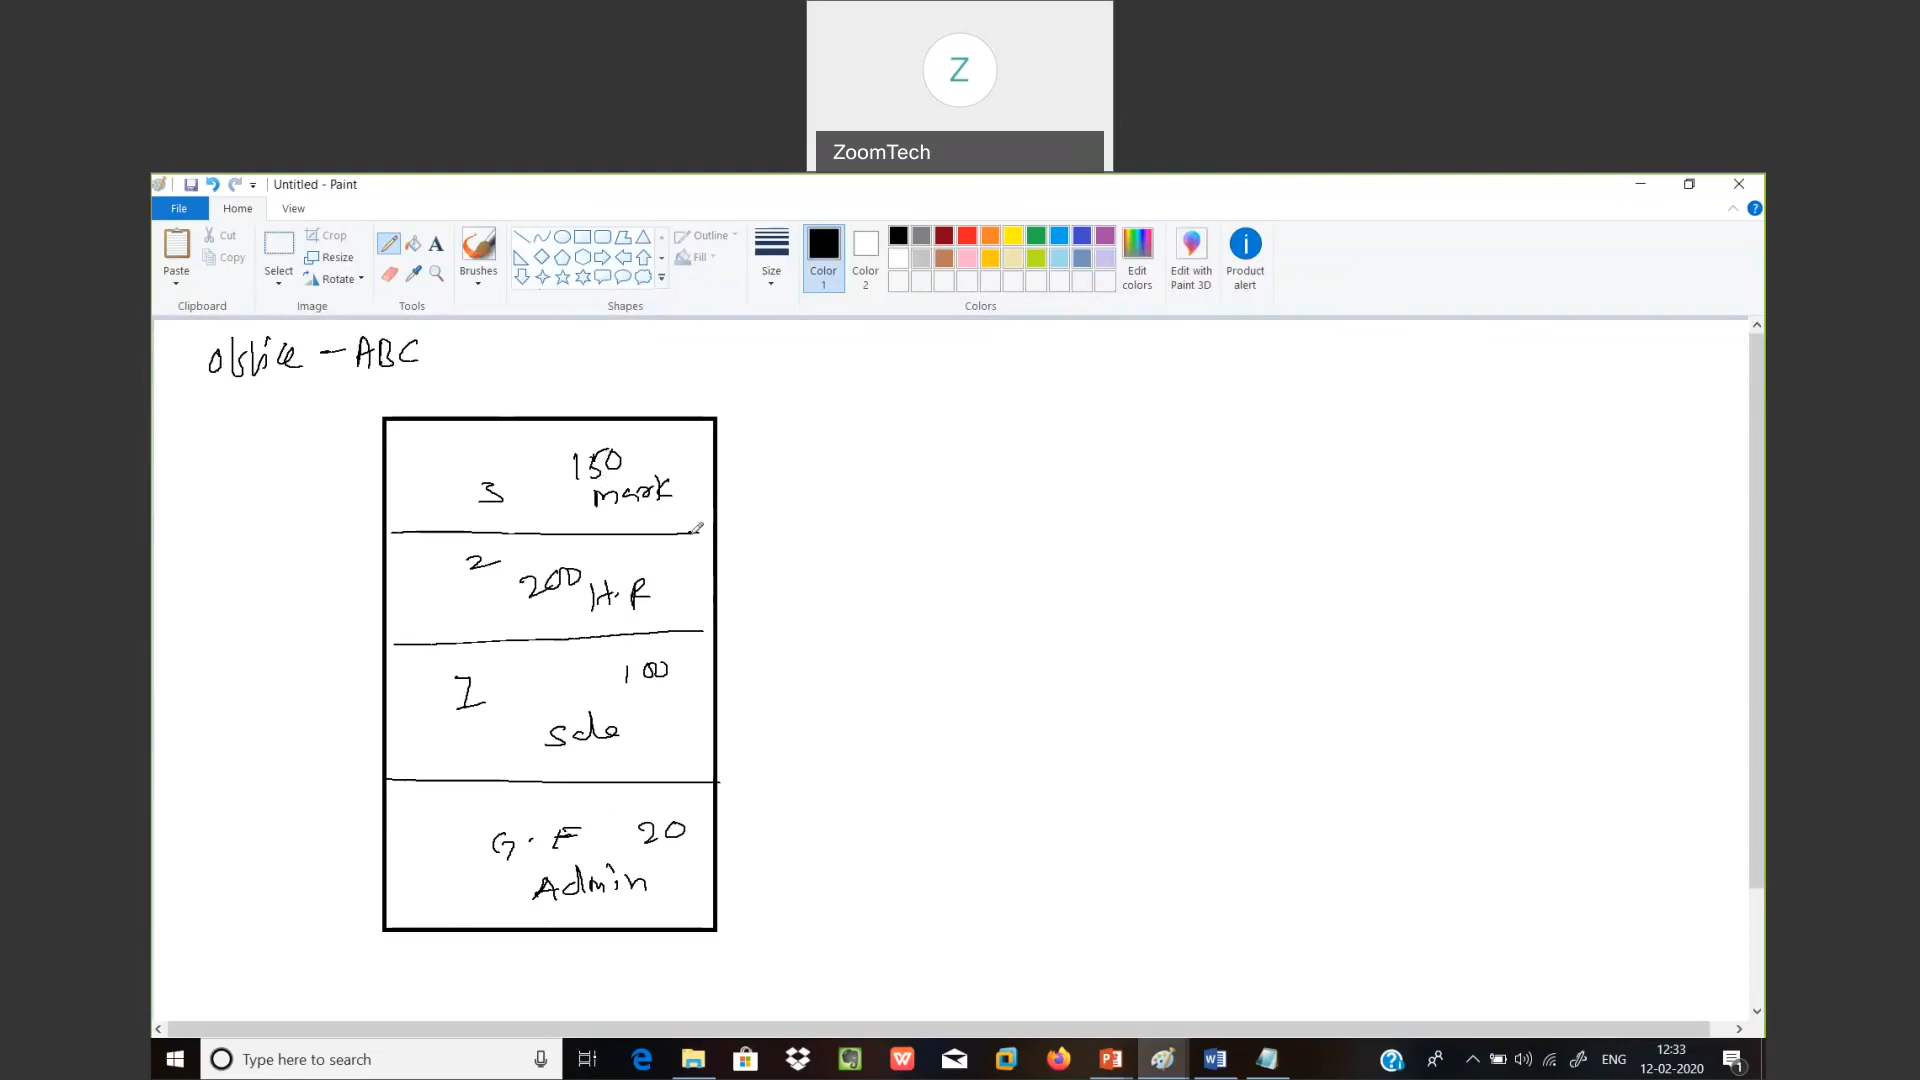 Z
ZoomTech
Untitled - Paint
File Home View
Paste Cut Copy Select Crop Resize Rotate Brushes Outline Fill Size Color 1 Color 2 Edit colors Edit with Paint 3D Product alert
Clipboard Image Tools Shapes Colors
office - ABC
150
3 mark
2
200 H.R
100
I
sale
G.F 20
Admin
Type here to search
ENG
12:33
12-02-2020
1